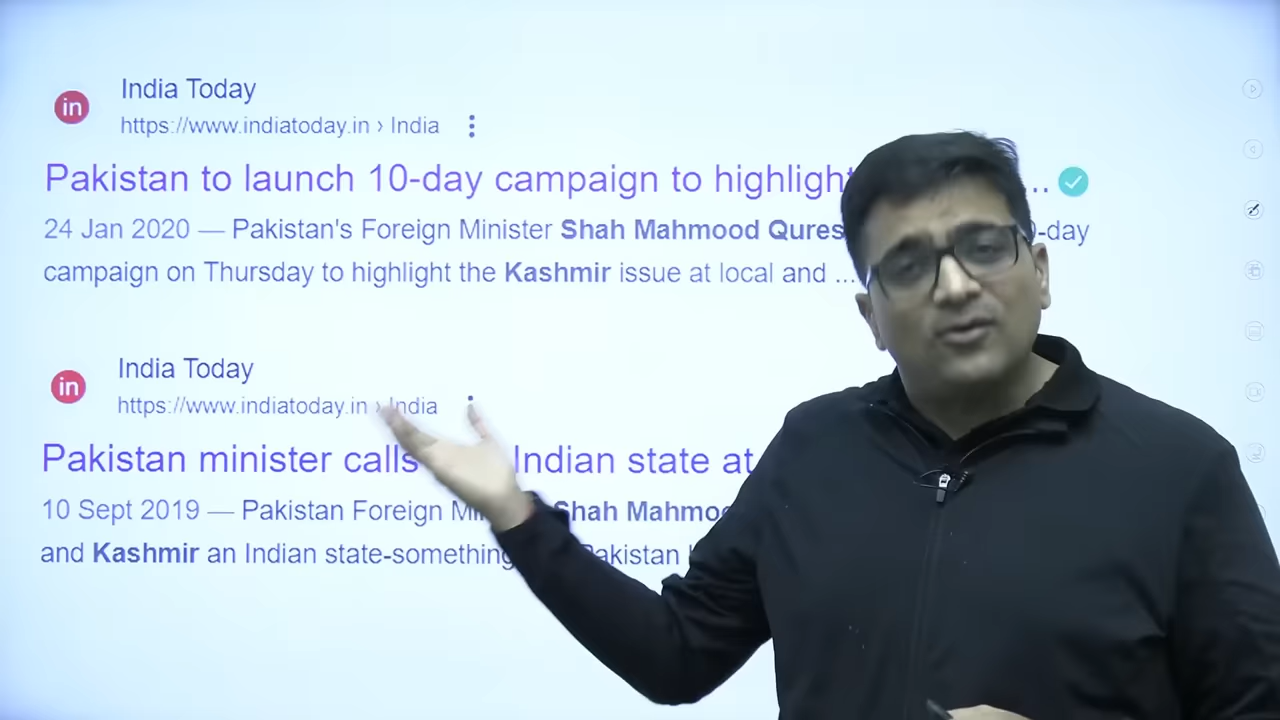 in
India Today
https://www.indiatoday.in › India
Pakistan to launch 10-day campaign to highlight ...
24 Jan 2020 — Pakistan's Foreign Minister Shah Mahmood -day
campaign on Thursday to highlight the Kashmir issue at local and ...
in
India Today
https://www.indiatoday.in › India
Pakistan minister calls Indian state at
10 Sept 2019 — Pakistan Foreign Shah
and Kashmir an Indian state-something Pakistan